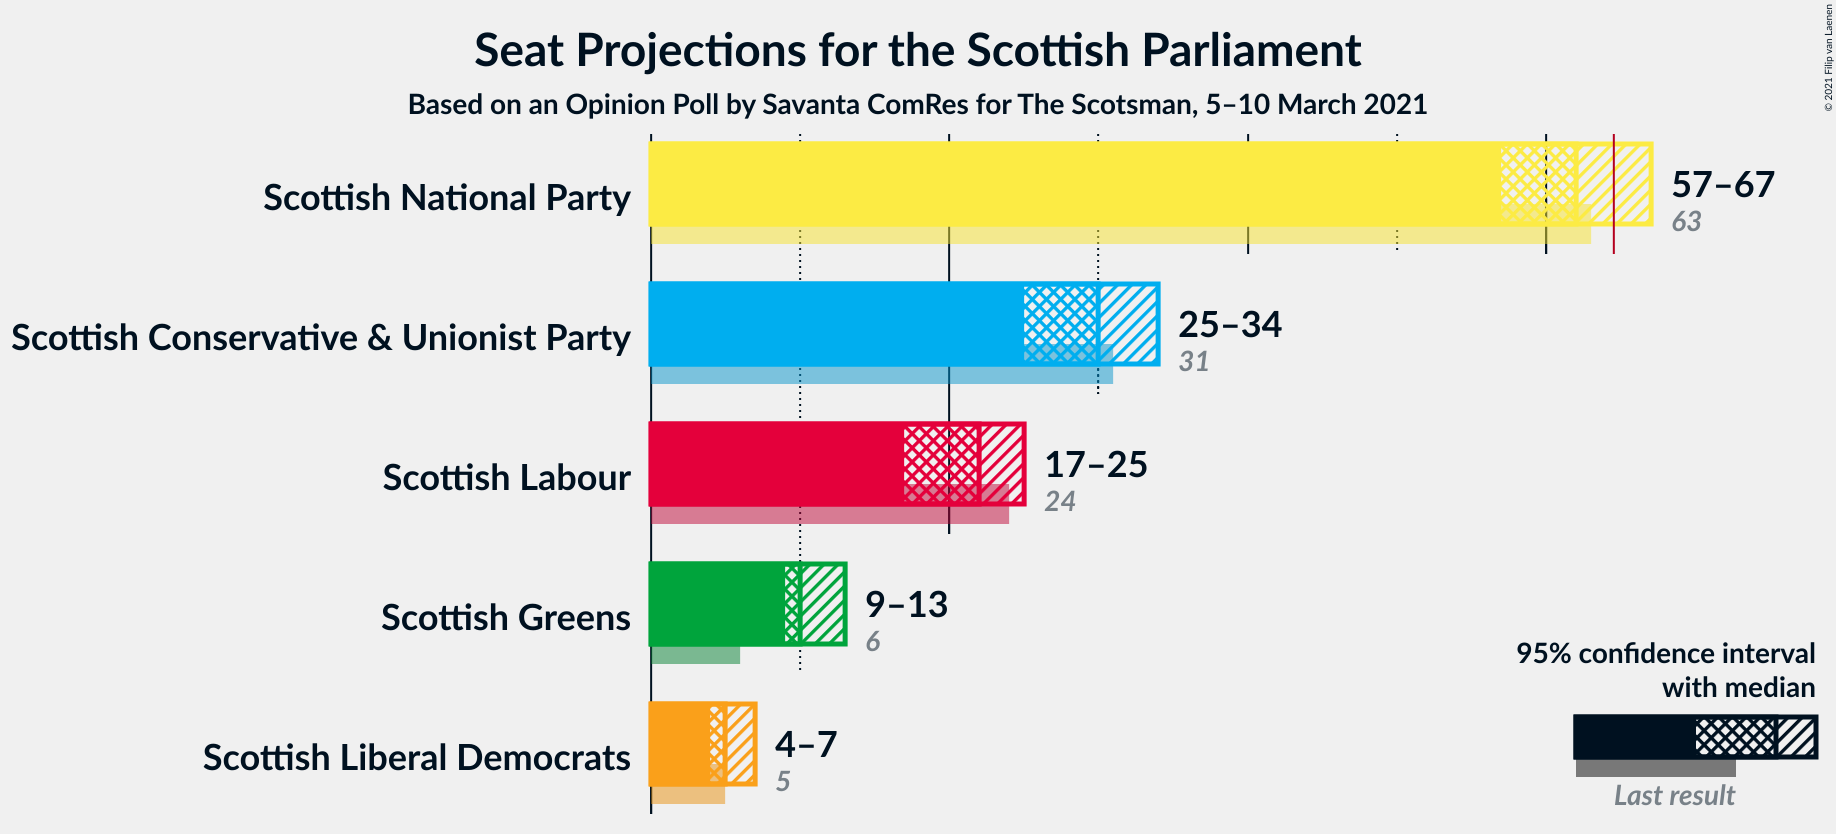 Seat Projections for the Scottish Parliament
Based on an Opinion Poll by Savanta ComRes for The Scotsman, 5–10 March 2021
© 2021 Filip van Laenen
Scottish National Party
57–67
63
Scottish Conservative & Unionist Party
25–34
31
Scottish Labour
17–25
24
Scottish Greens
9–13
6
Scottish Liberal Democrats
4–7
5
95% confidence interval
with median
Last result